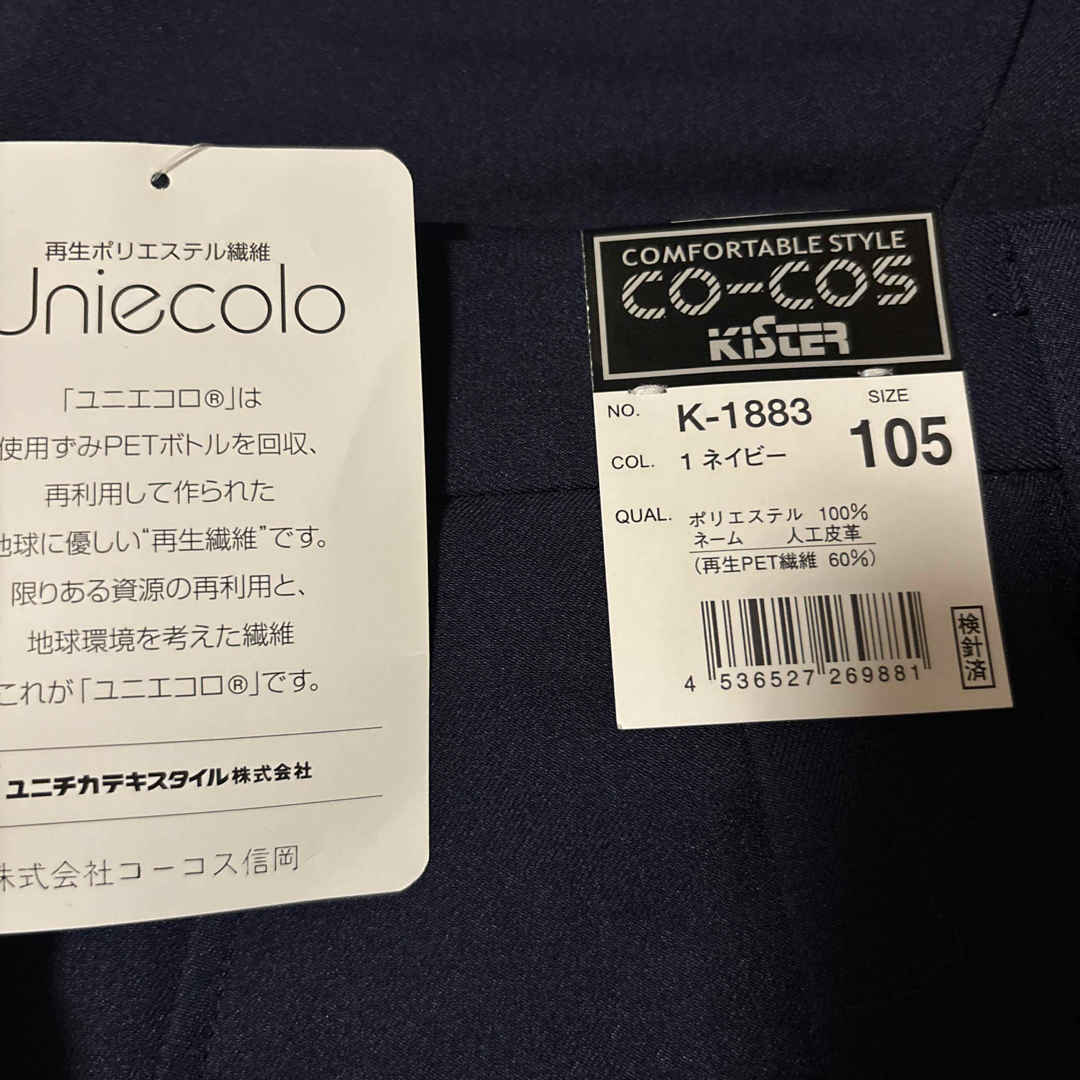 再生ポリエステル繊維
Uniecolo
「ユニエコロ®」は
使用ずみPETボトルを回収、
再利用して作られた
地球に優しい“再生繊維”です。
限りある資源の再利用と、
地球環境を考えた繊維
これが「ユニエコロ®」です。
ユニチカテキスタイル株式会社
株式会社コーコス信岡
COMFORTABLE STYLE
CO-COS
KISTER
NO. K-1883
SIZE
105
COL. 1 ネイビー
QUAL. ポリエステル 100%
ネーム 人工皮革
(再生PET繊維 60%)
4 536527 269881
検針済